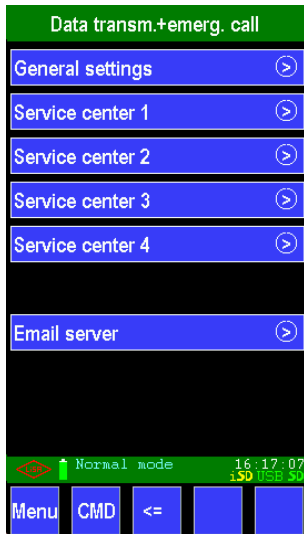 Data transm.+emerg. call
General settings
Service center 1
Service center 2
Service center 3
Service center 4
Email server
Normal mode 16:17:07
iSD USB SD
Menu CMD <=